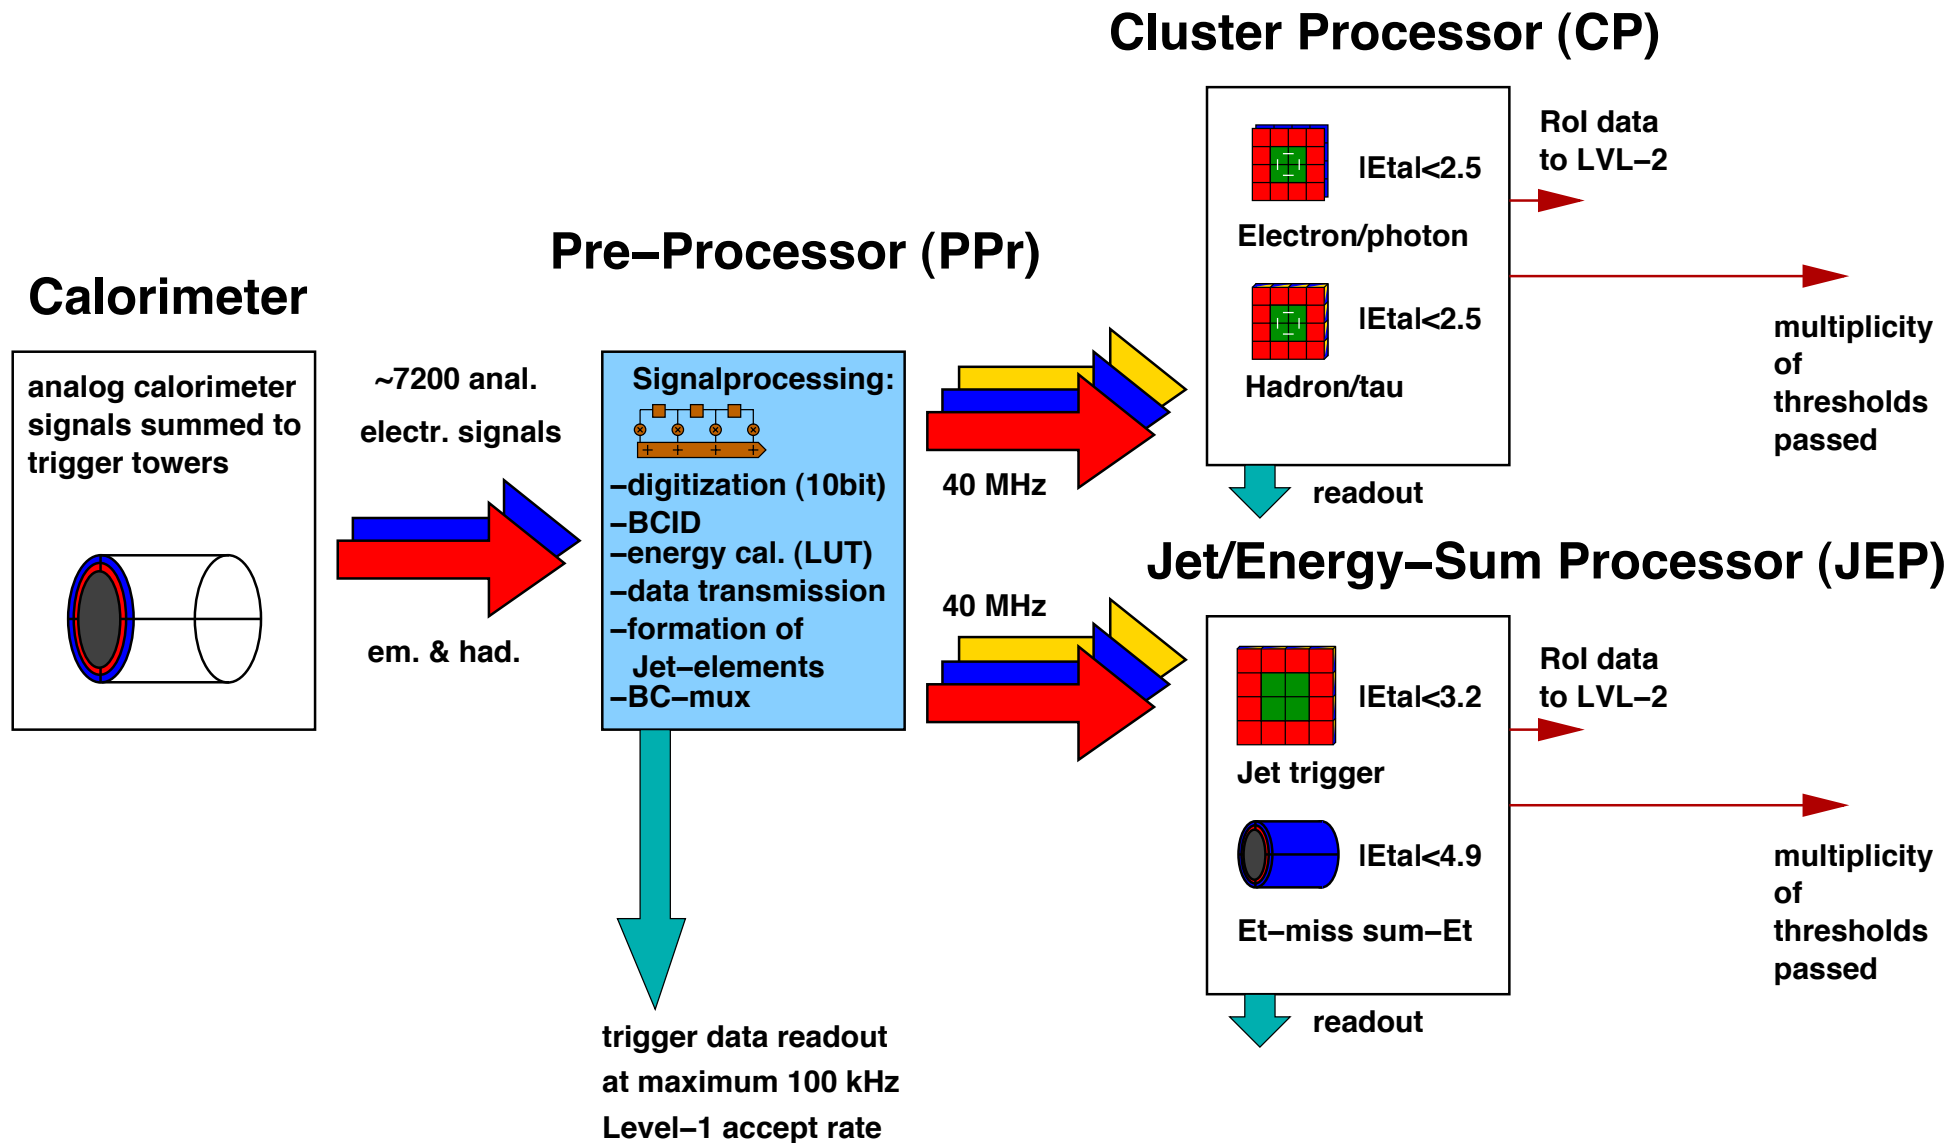 Cluster Processor (CP)
|Eta|<2.5
Electron/photon
|Eta|<2.5
Hadron/tau
RoI data
to LVL–2
multiplicity
of
thresholds
passed
readout
Pre–Processor (PPr)
Calorimeter
analog calorimeter
signals summed to
trigger towers
~7200 anal.
electr. signals
em. & had.
Signalprocessing:
+ + + +
–digitization (10bit)
–BCID
–energy cal. (LUT)
–data transmission
–formation of
Jet–elements
–BC–mux
40 MHz
40 MHz
trigger data readout
at maximum 100 kHz
Level–1 accept rate
Jet/Energy–Sum Processor (JEP)
|Eta|<3.2
Jet trigger
|Eta|<4.9
Et–miss sum–Et
RoI data
to LVL–2
multiplicity
of
thresholds
passed
readout